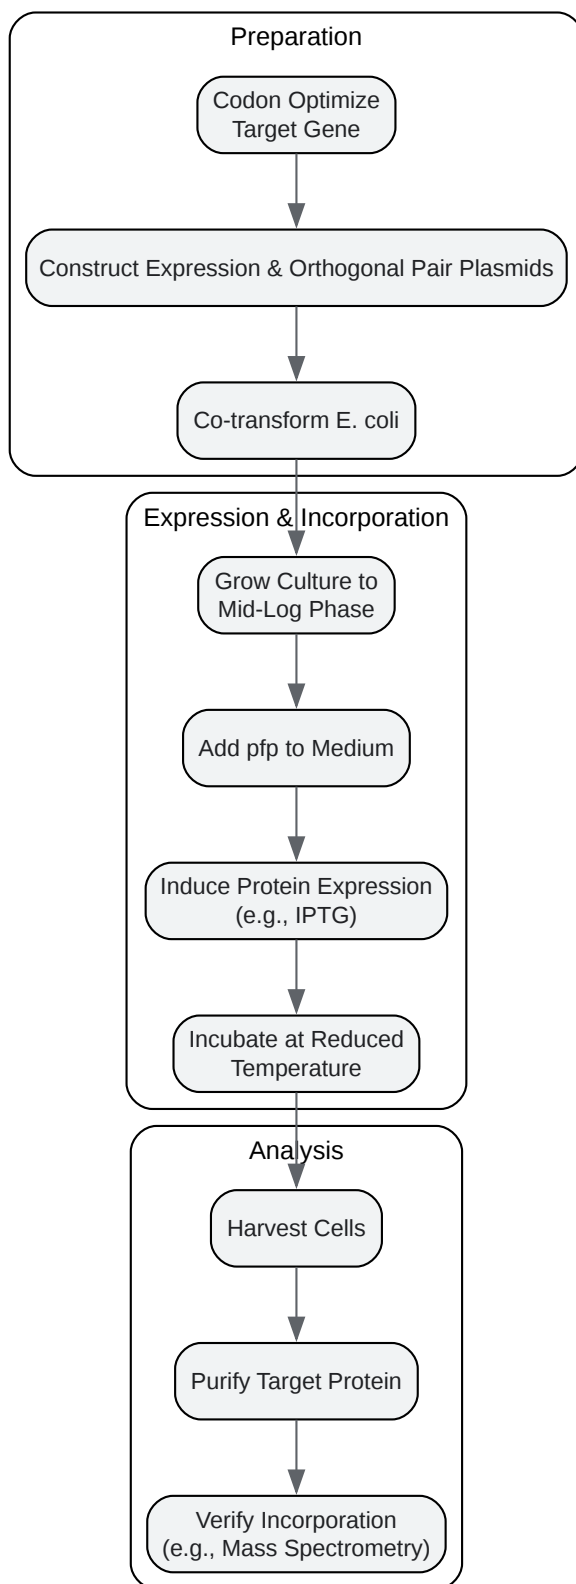 Preparation
Codon Optimize
Target Gene
Construct Expression & Orthogonal Pair Plasmids
Co-transform E. coli
Expression & Incorporation
Grow Culture to
Mid-Log Phase
Add pfp to Medium
Induce Protein Expression
(e.g., IPTG)
Incubate at Reduced
Temperature
Analysis
Harvest Cells
Purify Target Protein
Verify Incorporation
(e.g., Mass Spectrometry)